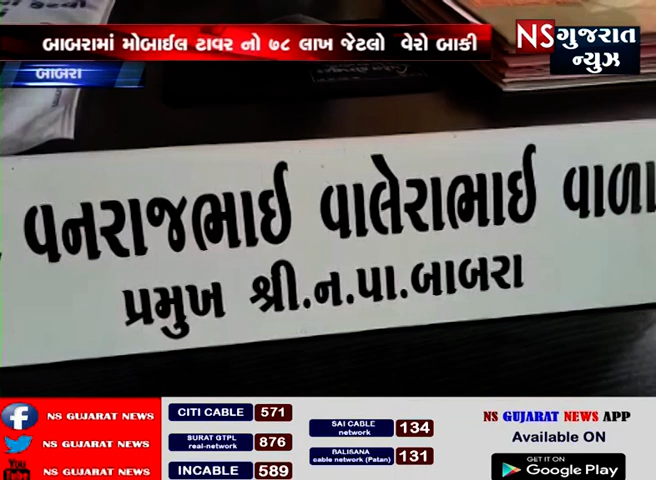 બાબરામાં મોબાઈલ ટાવર નો ૭૮ લાખ જેટલો વેરો બાકી
NS ગુજરાત
ન્યુઝ
બાબરા
વનરાજભાઈ વાલેરાભાઈ વાળા
પ્રમુખ શ્રી.ન.પા.બાબરા
NS GUJARAT NEWS
NS GUJARAT NEWS
You Tube NS GUJARAT NEWS
CITI CABLE 571
SURAT GTPL real-network 876
INCABLE 589
SAI CABLE network 134
BALISANA cable network (Patan) 131
NS GUJARAT NEWS APP
Available ON
GET IT ON
Google Play